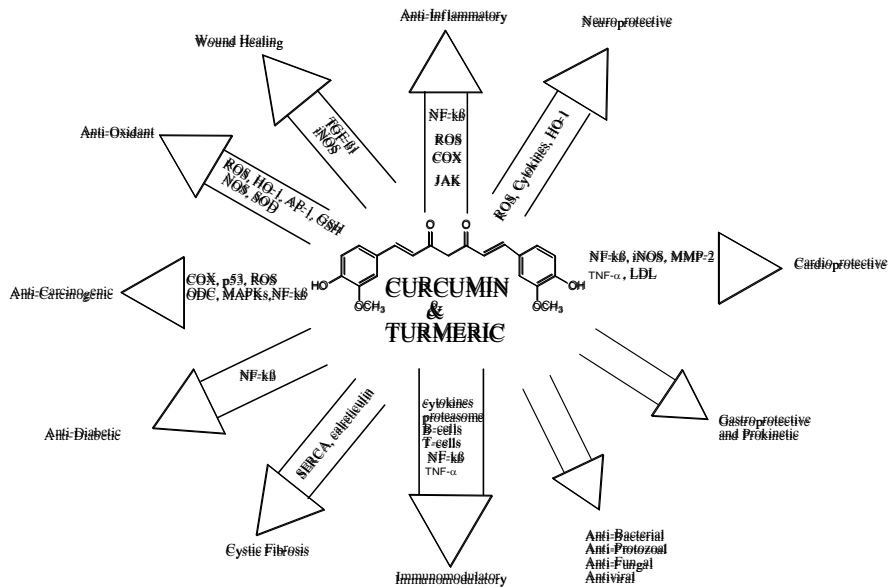 Anti-Inflammatory
Neuroprotective
Wound Healing
Anti-Oxidant
TGF-β1
iNOS
NF-kß
ROS
COX
JAK
ROS, Cytokines, HO-1
ROS, HO-1, AP-1, GSH
NOS, SOD
O
O
HO
OCH3
OH
OCH3
CURCUMIN
&
TURMERIC
NF-kß, iNOS, MMP-2
TNF-α, LDL
Cardioprotective
Anti-Carcinogenic
COX, p53, ROS
ODC, MAPKs,NF-kß
NF-kß
Anti-Diabetic
SERCA, calreticulin
Cystic Fibrosis
cytokines
proteasome
B-cells
T-cells
NF-kß
TNF-α
Immunomodulatory
Gastroprotective
and Prokinetic
Anti-Bacterial
Anti-Protozoal
Anti-Fungal
Antiviral